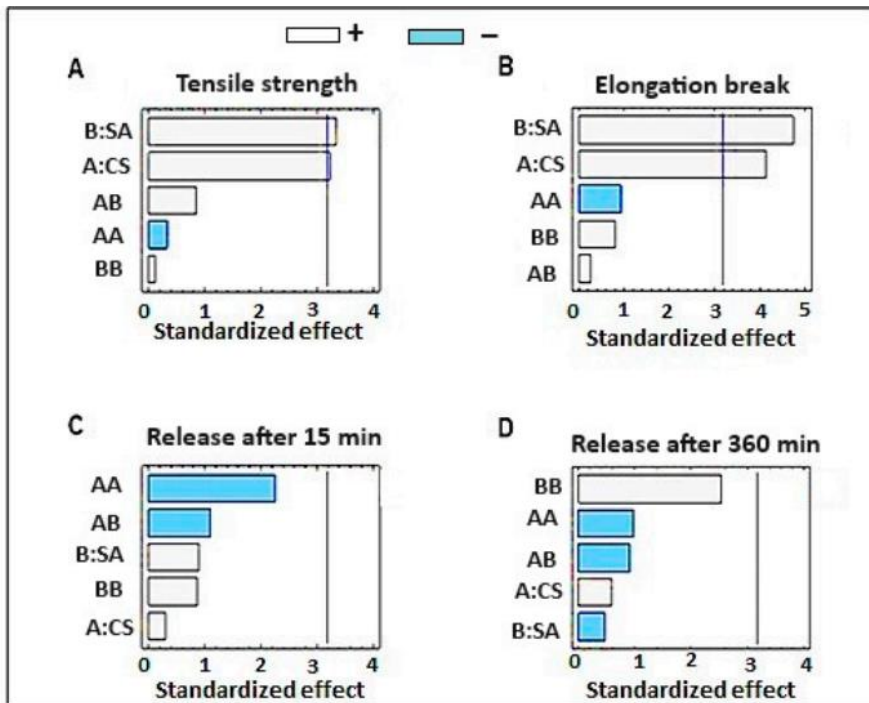 + −
A
Tensile strength
B:SA
A:CS
AB
AA
BB
0 1 2 3 4
Standardized effect
B
Elongation break
B:SA
A:CS
AA
BB
AB
0 1 2 3 4 5
Standardized effect
C
Release after 15 min
AA
AB
B:SA
BB
A:CS
0 1 2 3 4
Standardized effect
D
Release after 360 min
BB
AA
AB
A:CS
B:SA
0 1 2 3 4
Standardized effect